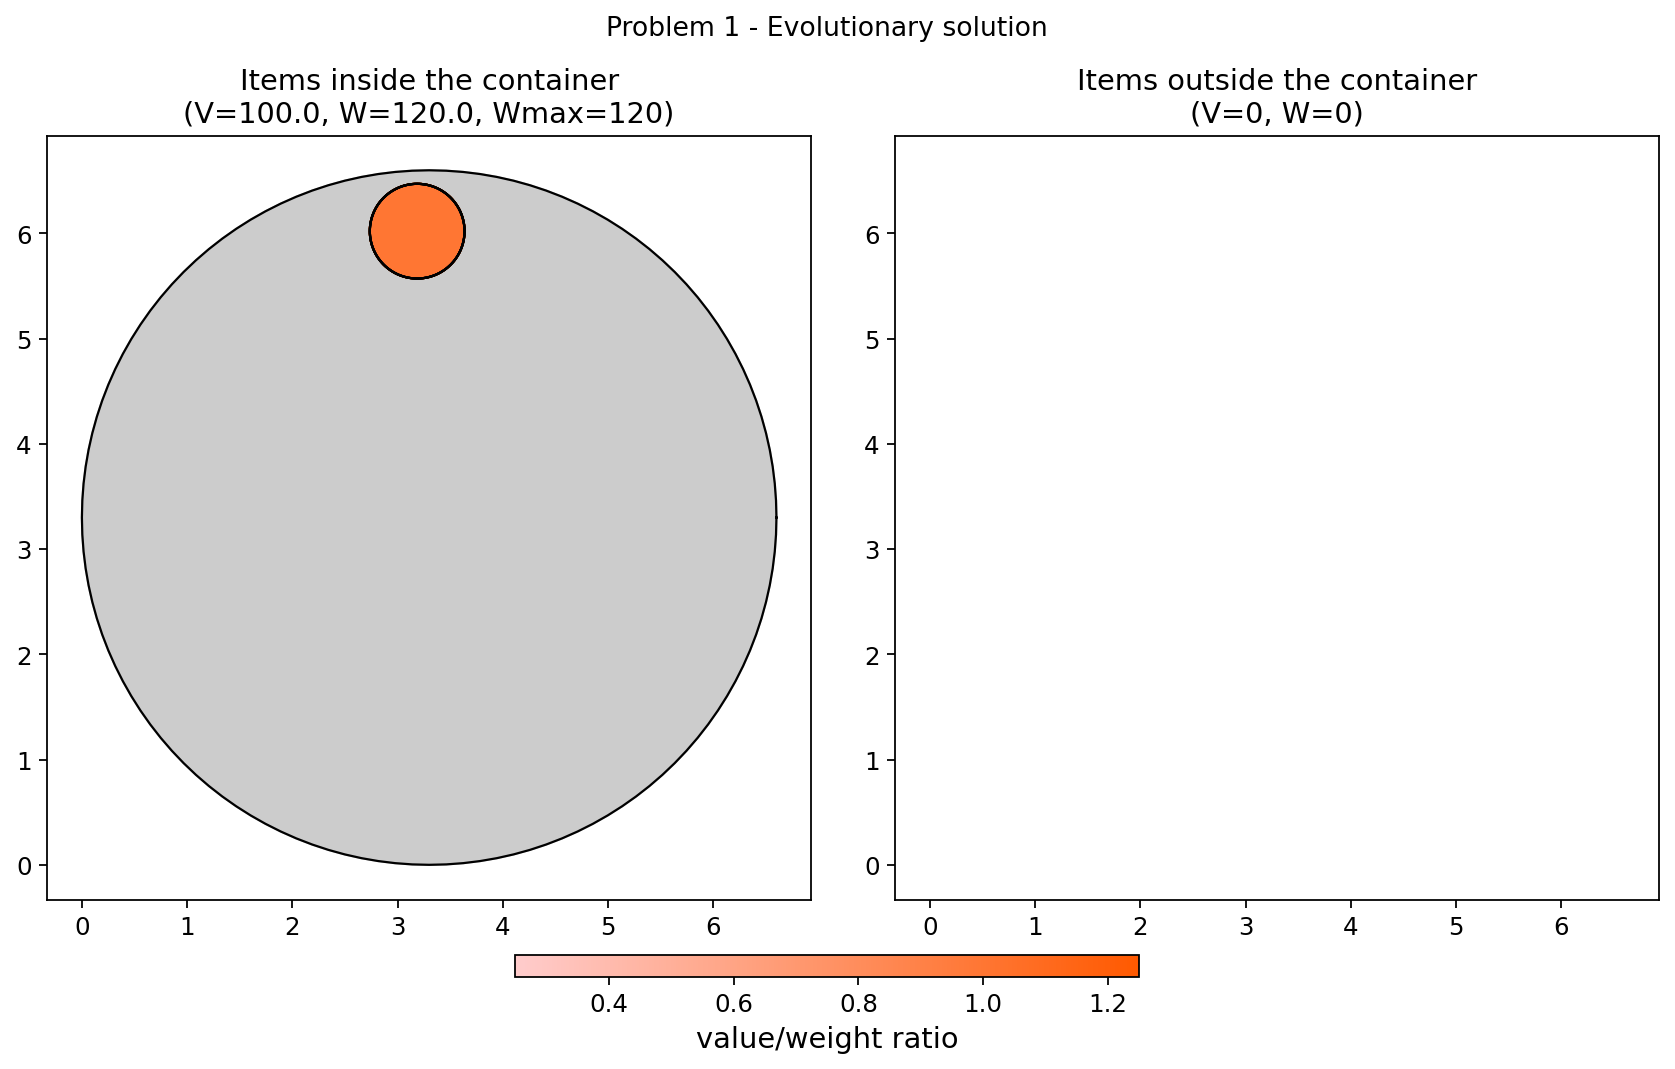 Problem 1 - Evolutionary solution
Items inside the container
(V=100.0, W=120.0, Wmax=120)
6
5
4
3
2
1
0
0 1 2 3 4 5 6
Items outside the container
(V=0, W=0)
6
5
4
3
2
1
0
0 1 2 3 4 5 6
0.4 0.6 0.8 1.0 1.2
value/weight ratio